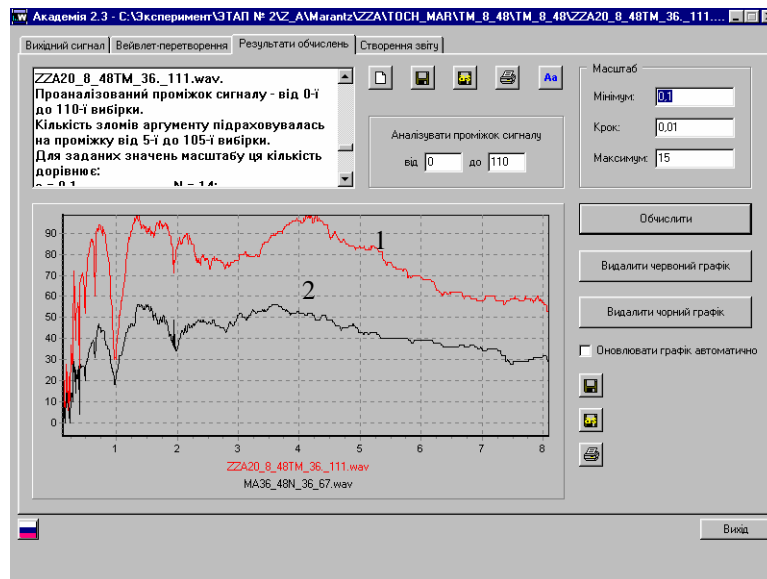 Академія 2.3 - C:\Эксперимент\ЭТАП № 2\Z_A\Marantz\ZZA\TOCH_MAR\TM_8_48\TM_8_48\ZZA20_8_48TM_36._111....
Вихідний сигнал
Вейвлет-перетворення
Результати обчислень
Створення звіту
ZZA20_8_48TM_36._111.wav.
Проаналізований проміжок сигналу - від 0-ї
до 110-ї вибірки.
Кількість зломів аргументу підраховувалась
на проміжку від 5-ї до 105-ї вибірки.
Для заданих значень масштабу ця кількість
дорівнює:
Aa
Аналізувати проміжок сигналу
від 0 до 110
Масштаб
Мінімум: 0,1
Крок: 0,01
Максимум: 15
Обчислити
Видалити червоний графік
Видалити чорний графік
Оновлювати графік автоматично
90
80
70
60
50
40
30
20
10
0
1
2
1 2 3 4 5 6 7 8
ZZA20_8_48TM_36._111.wav
MA36_48N_36_67.wav
Вихід